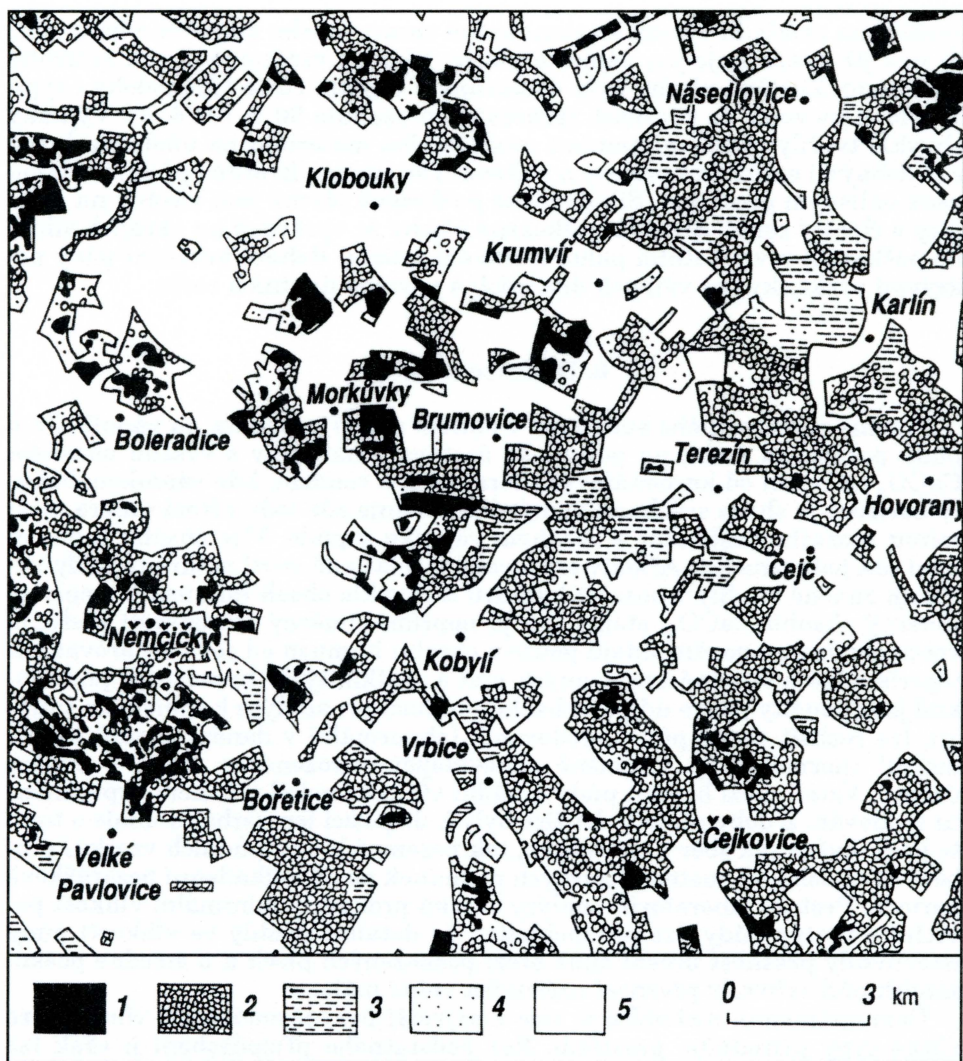 Násedlovice
Klobouky
Krumvíř
Karlín
Morkůvky
Brumovice
Boleradice
Terezín
Hovorany
Čejč
Němčičky
Kobylí
Vrbice
Bořetice
Čejkovice
Velké
Pavlovice
1 2 3 4 5 0 3 km